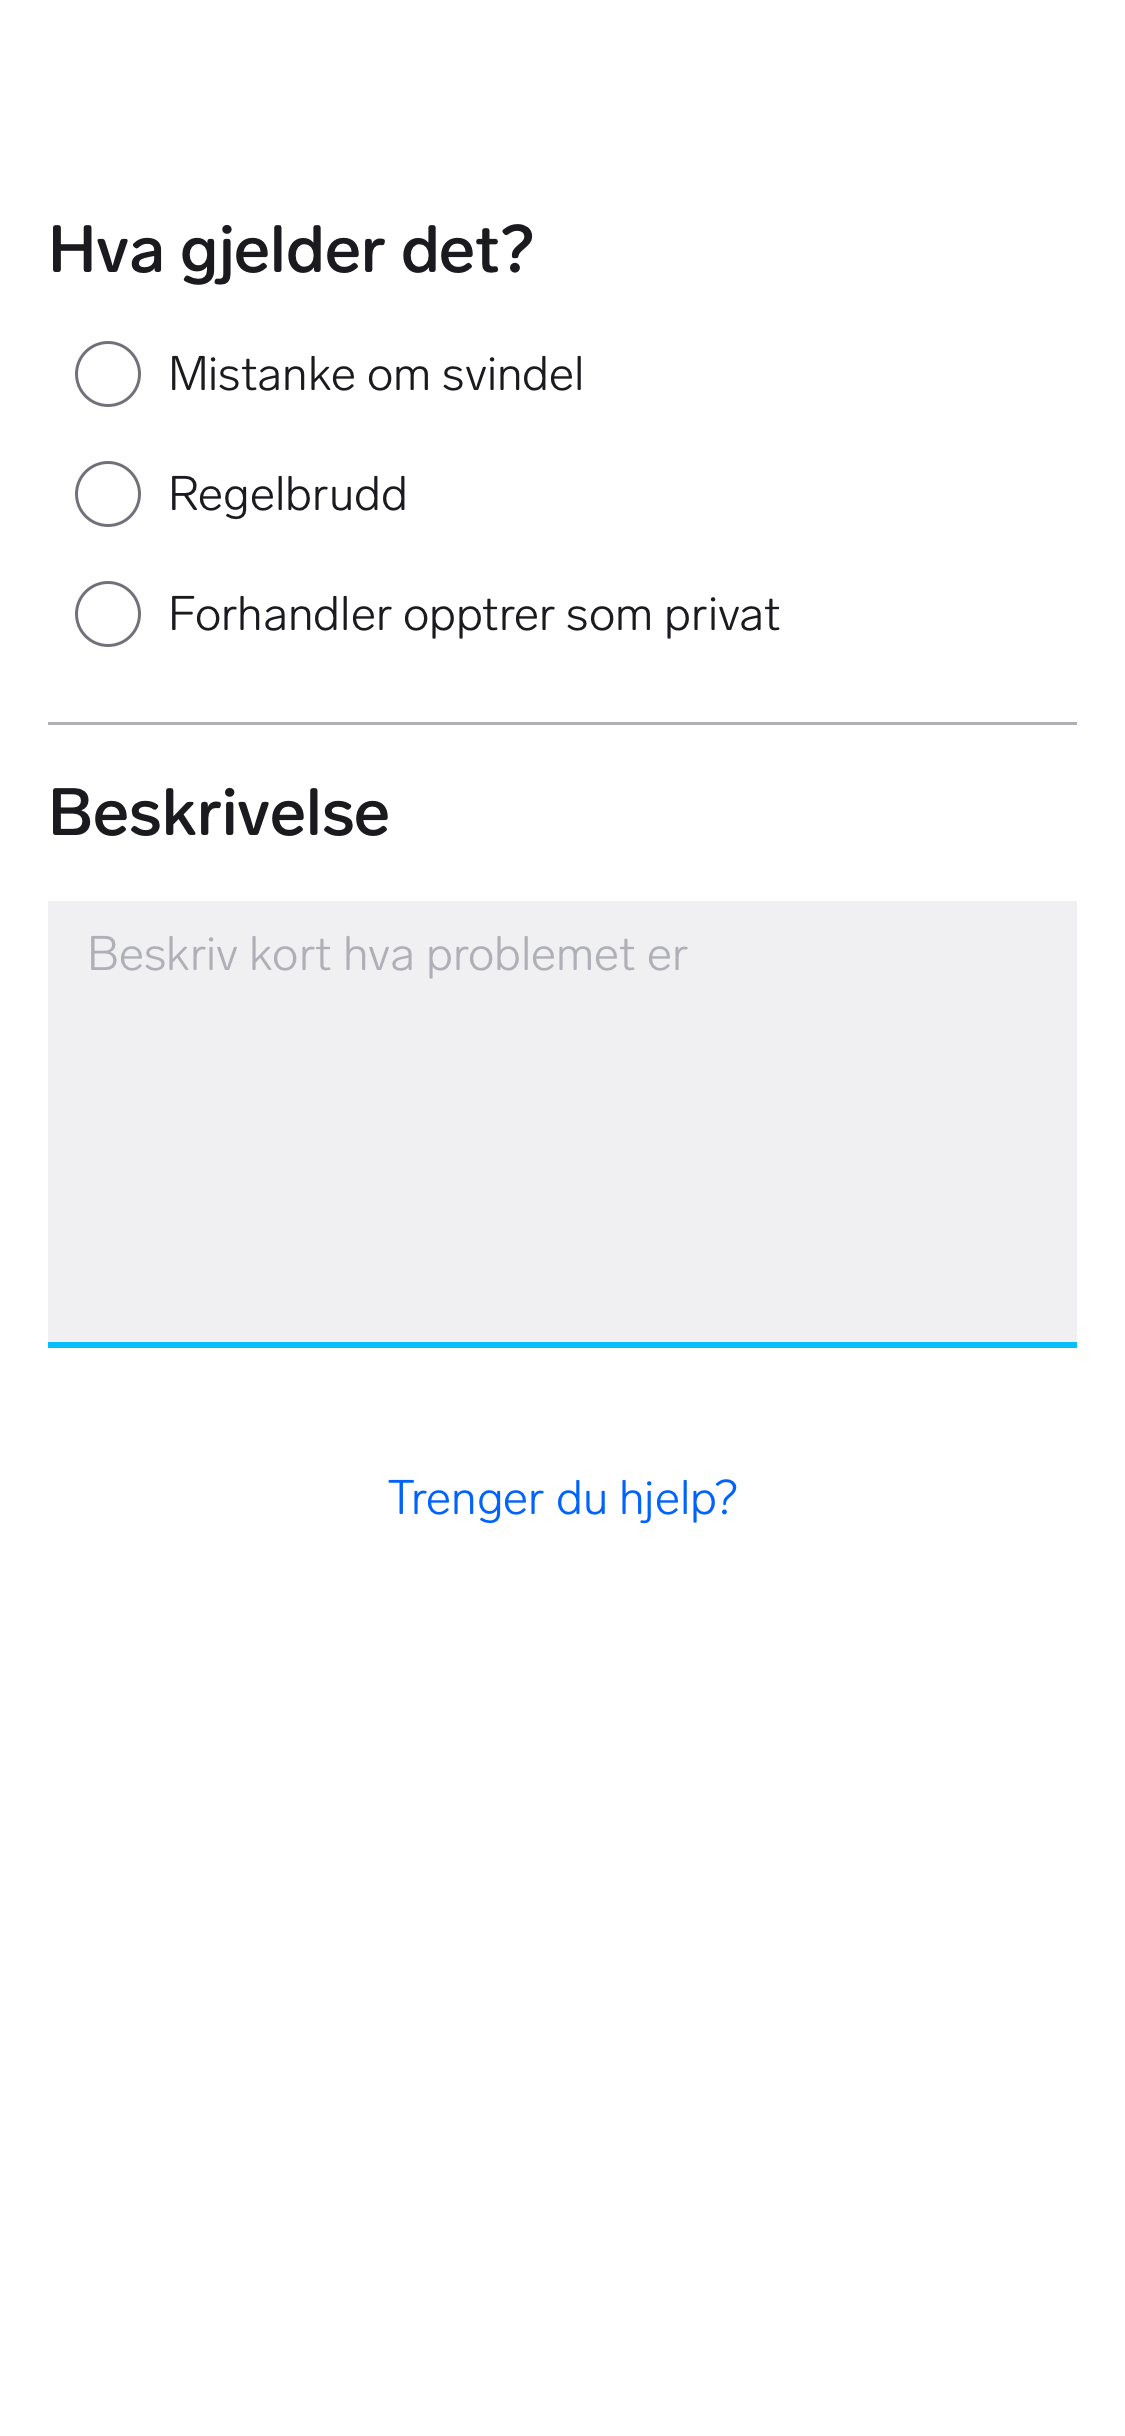 Hva gjelder det?
Mistanke om svindel
Regelbrudd
Forhandler opptrer som privat
Beskrivelse
Beskriv kort hva problemet er
Trenger du hjelp?